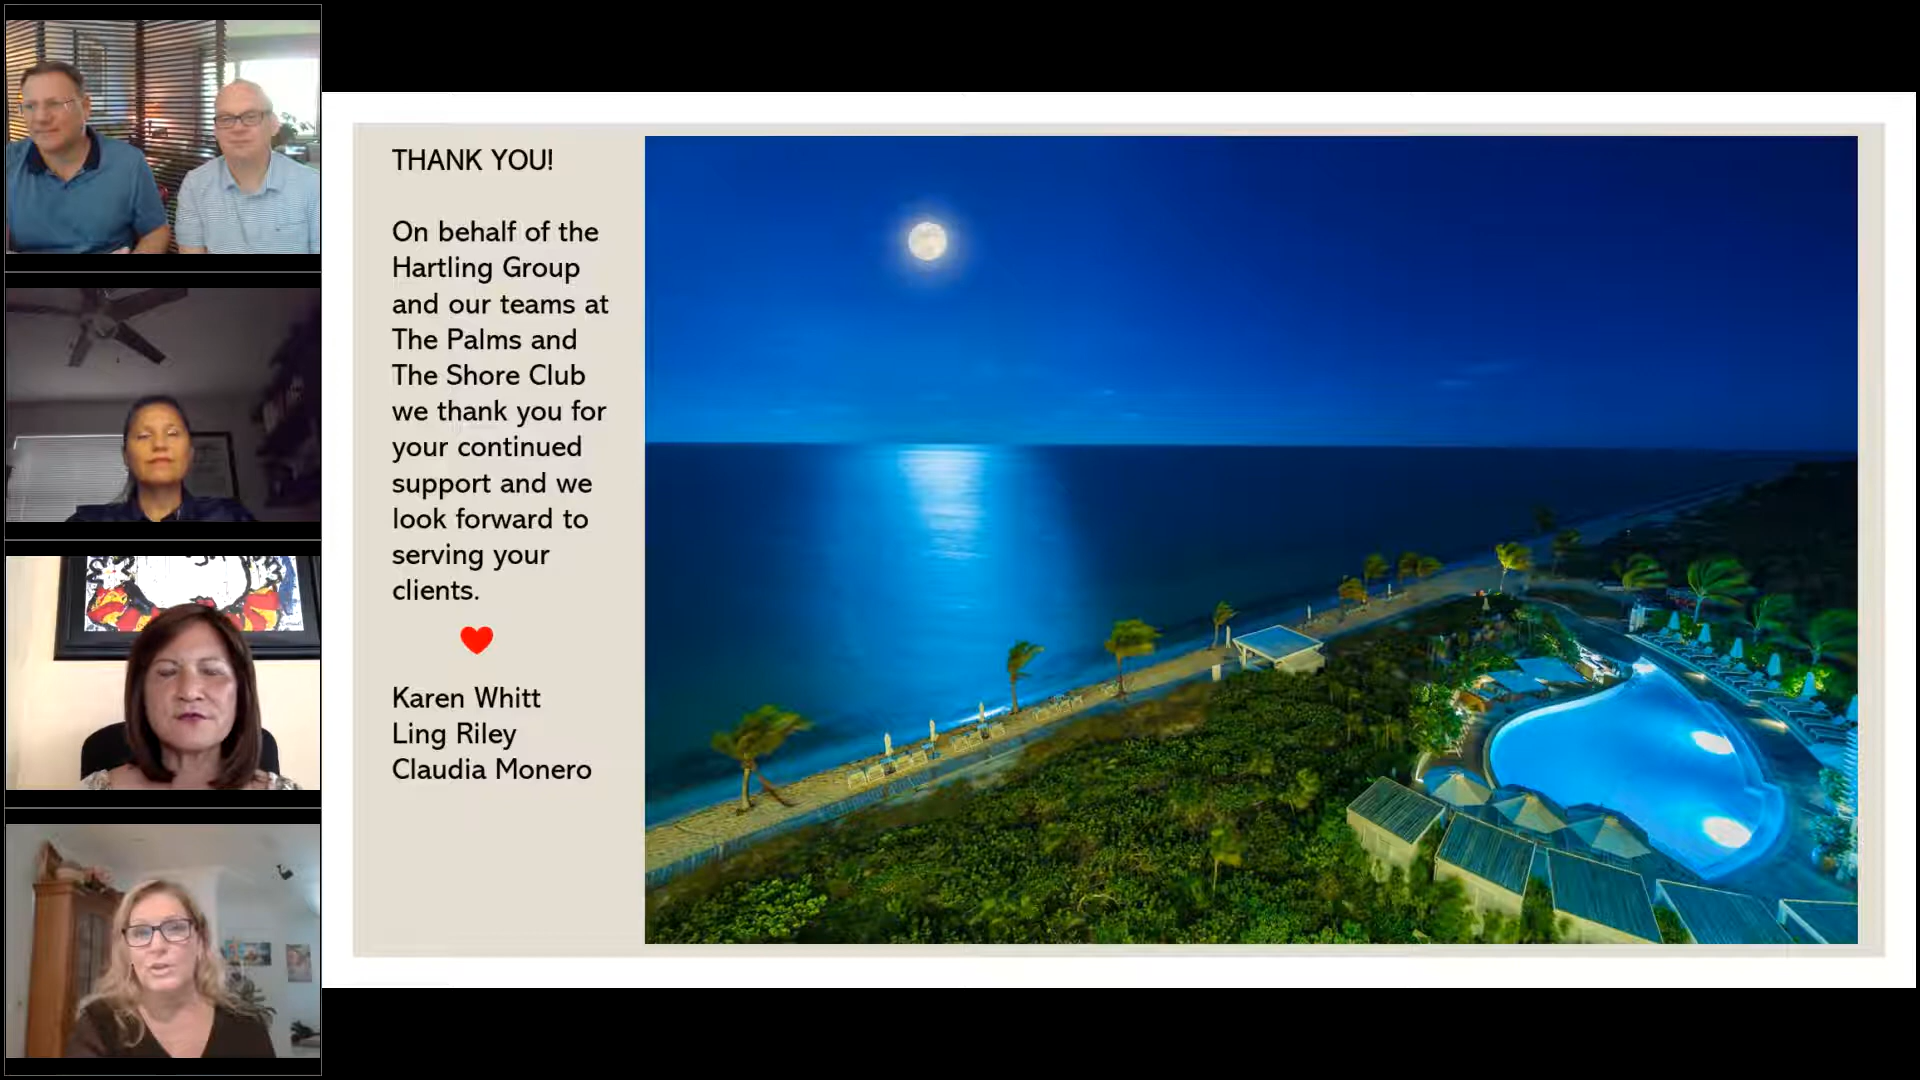 THANK YOU!
On behalf of the
Hartling Group
and our teams at
The Palms and
The Shore Club
we thank you for
your continued
support and we
look forward to
serving your
clients.
Karen Whitt
Ling Riley
Claudia Monero